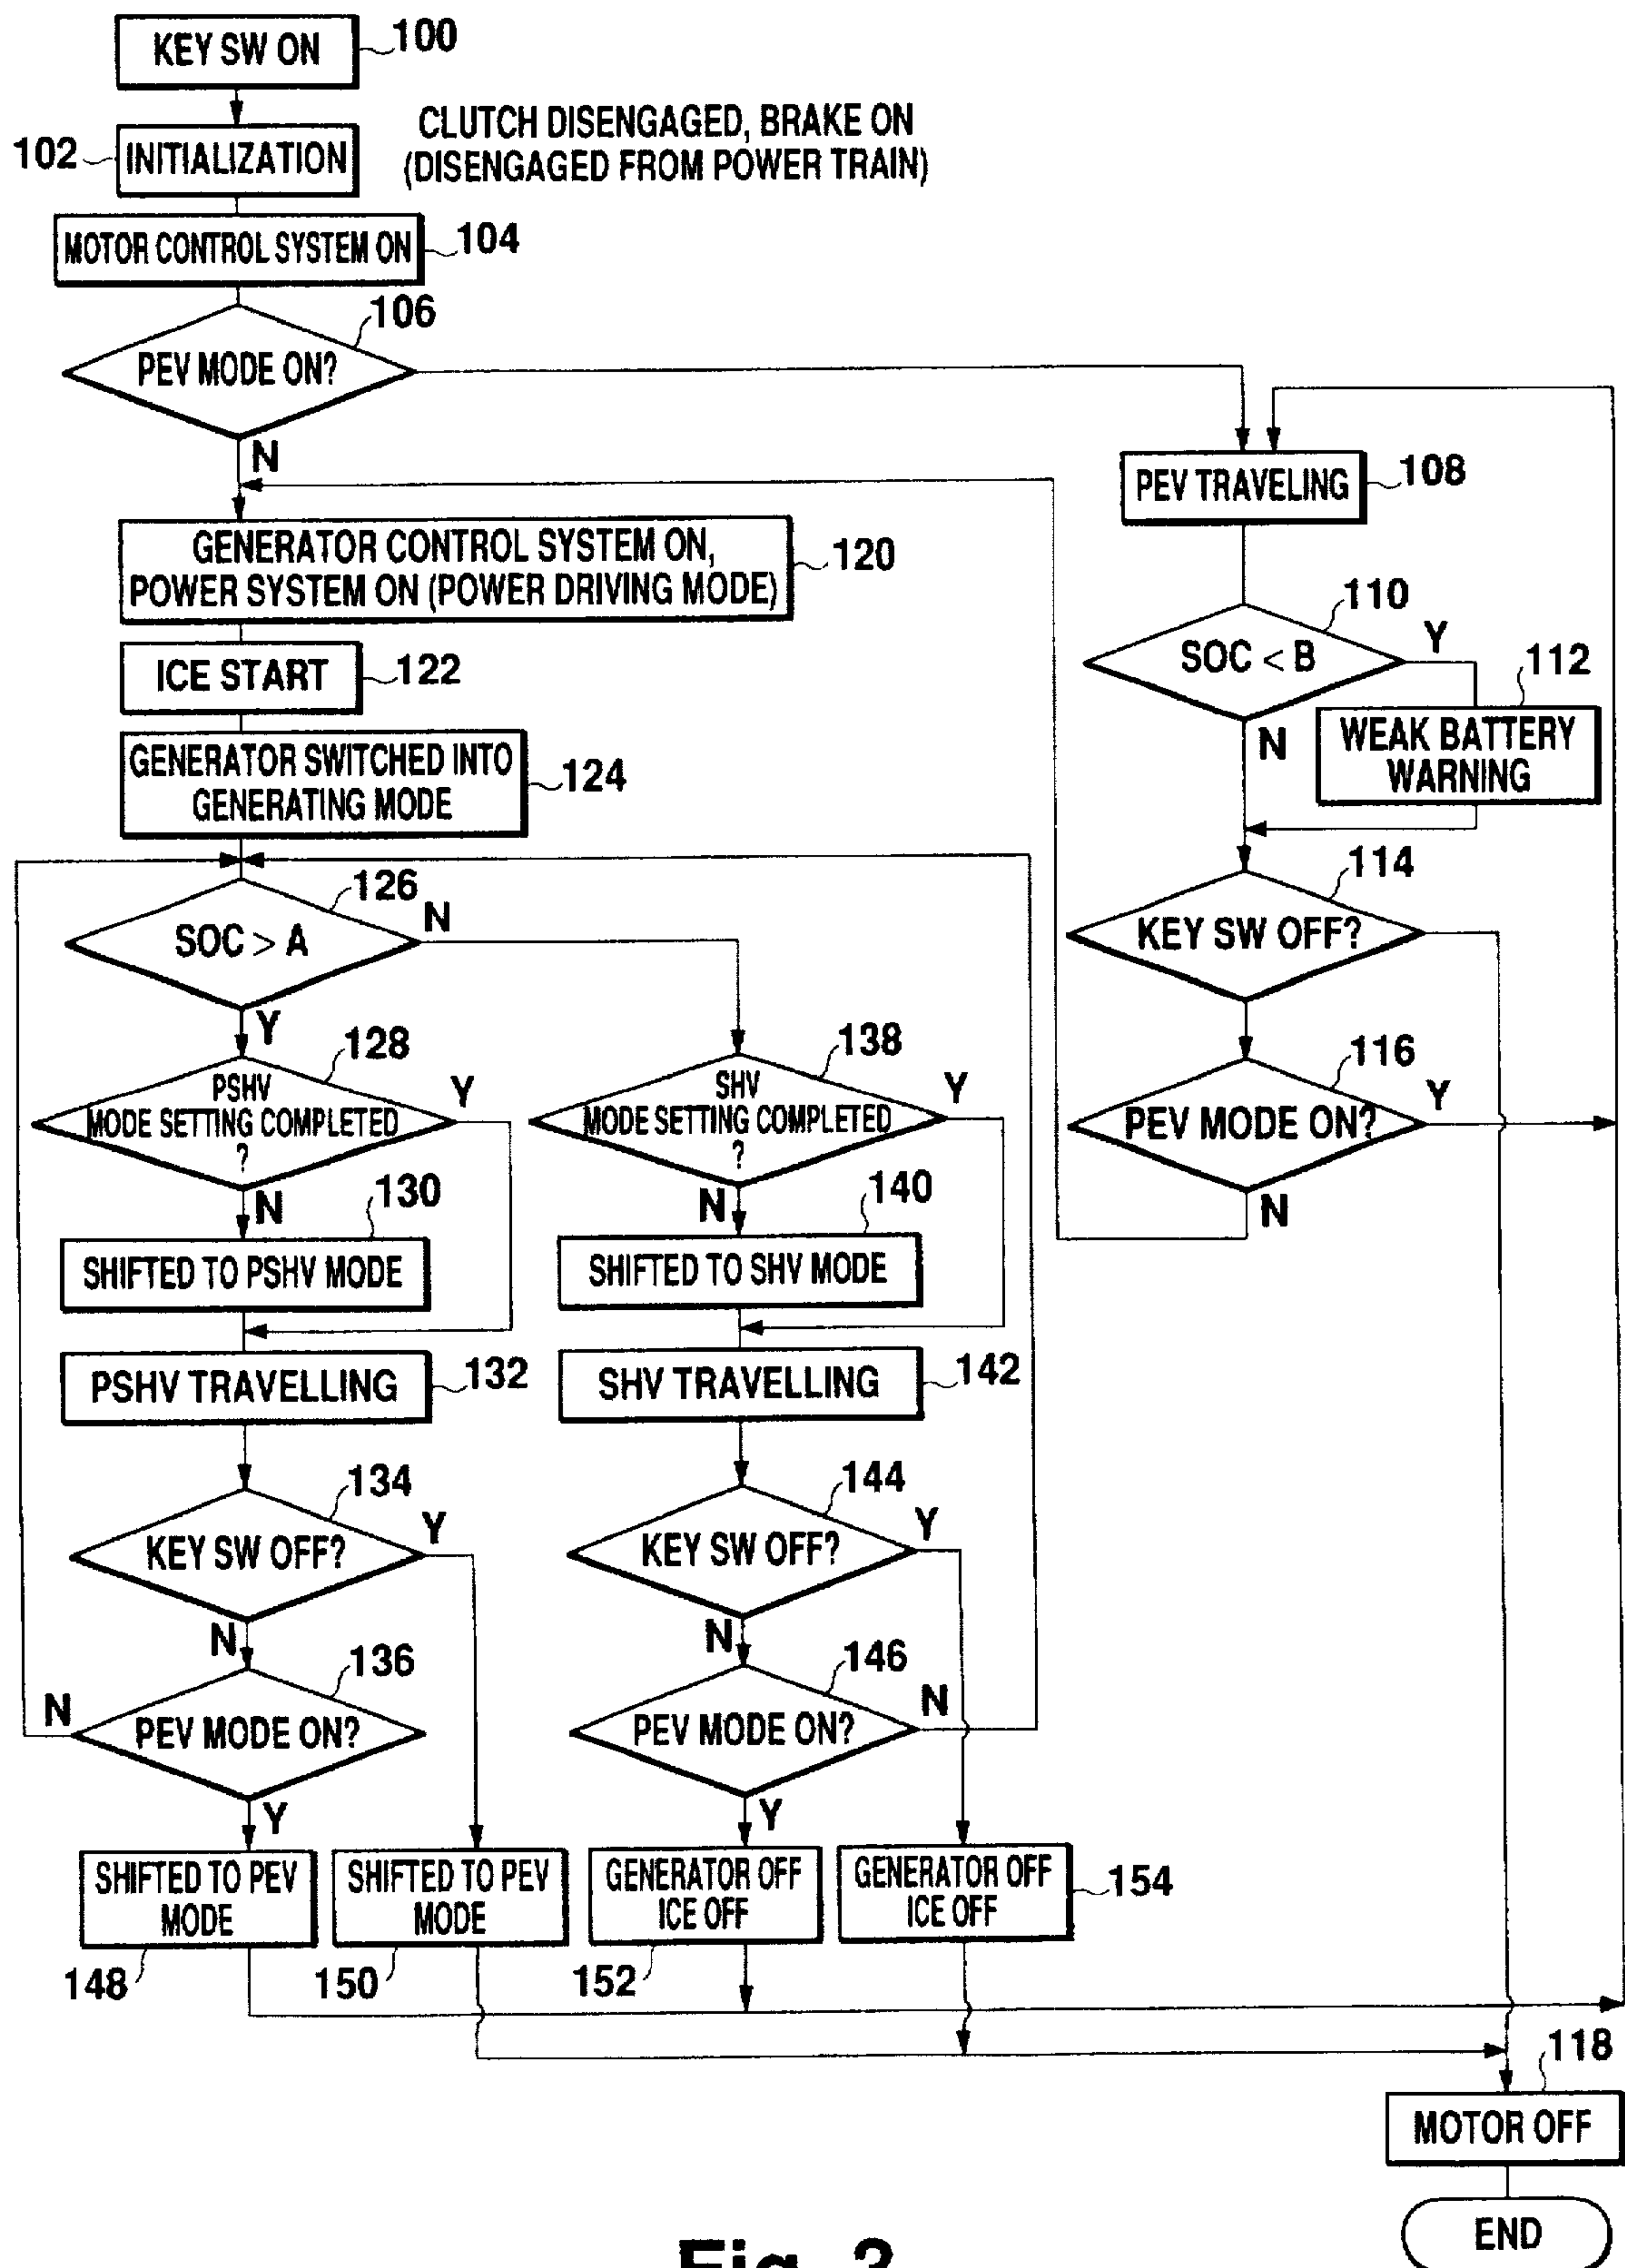 KEY SW ON
100
102
INITIALIZATION
CLUTCH DISENGAGED, BRAKE ON
(DISENGAGED FROM POWER TRAIN)
MOTOR CONTROL SYSTEM ON
104
106
PEV MODE ON?
N
PEV TRAVELING
108
GENERATOR CONTROL SYSTEM ON,
POWER SYSTEM ON (POWER DRIVING MODE)
120
110
SOC < B
Y
N
112
WEAK BATTERY
WARNING
ICE START
122
GENERATOR SWITCHED INTO
GENERATING MODE
124
126
SOC > A
N
Y
114
KEY SW OFF?
128
PSHV
MODE SETTING COMPLETED
?
Y
N
138
SHV
MODE SETTING COMPLETED
?
Y
N
116
PEV MODE ON?
Y
N
130
SHIFTED TO PSHV MODE
140
SHIFTED TO SHV MODE
PSHV TRAVELLING
132
SHV TRAVELLING
142
134
KEY SW OFF?
Y
N
144
KEY SW OFF?
Y
N
136
PEV MODE ON?
N
Y
146
PEV MODE ON?
N
Y
SHIFTED TO PEV
MODE
148
SHIFTED TO PEV
MODE
150
GENERATOR OFF
ICE OFF
152
GENERATOR OFF
ICE OFF
154
118
MOTOR OFF
END